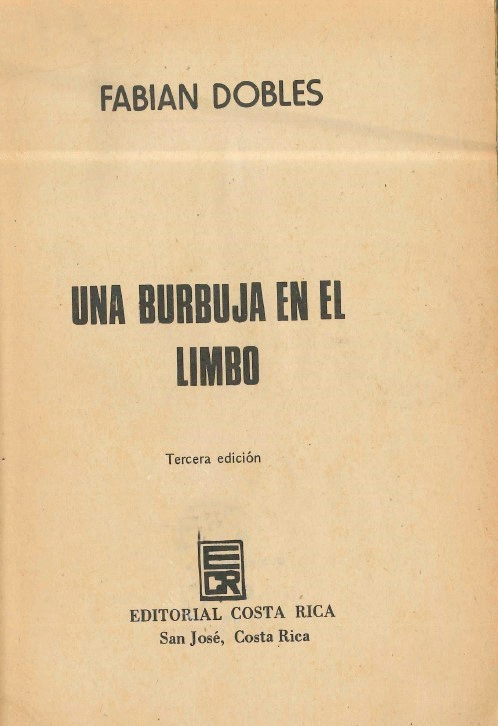 FABIAN DOBLES
UNA BURBUJA EN EL
LIMBO
Tercera edición
ECR
EDITORIAL COSTA RICA
San José, Costa Rica